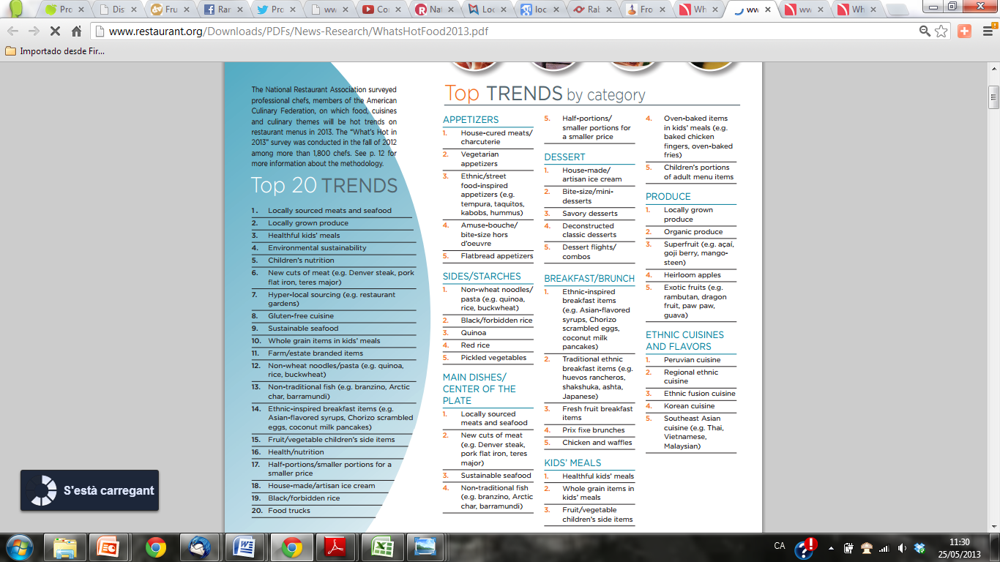 Pro
Dis
Fru
Ran
Pro
ww
Co
Nat
Loc
loc
Rab
Fro
Wh
ww
ww
Wh
www.restaurant.org/Downloads/PDFs/News-Research/WhatsHotFood2013.pdf
Importado desde Fir...
The National Restaurant Association surveyed
professional chefs, members of the American
Culinary Federation, on which food, cuisines
and culinary themes will be hot trends on
restaurant menus in 2013. The “What’s Hot in
2013” survey was conducted in the fall of 2012
among more than 1,800 chefs. See p. 12 for
more information about the methodology.
Top 20 TRENDS
1. Locally sourced meats and seafood
2. Locally grown produce
3. Healthful kids’ meals
4. Environmental sustainability
5. Children’s nutrition
6. New cuts of meat (e.g. Denver steak, pork
flat iron, teres major)
7. Hyper-local sourcing (e.g. restaurant
gardens)
8. Gluten-free cuisine
9. Sustainable seafood
10. Whole grain items in kids’ meals
11. Farm/estate branded items
12. Non-wheat noodles/pasta (e.g. quinoa,
rice, buckwheat)
13. Non-traditional fish (e.g. branzino, Arctic
char, barramundi)
14. Ethnic-inspired breakfast items (e.g.
Asian-flavored syrups, Chorizo scrambled
eggs, coconut milk pancakes)
15. Fruit/vegetable children’s side items
16. Health/nutrition
17. Half-portions/smaller portions for a
smaller price
18. House-made/artisan ice cream
19. Black/forbidden rice
20. Food trucks
Top TRENDS by category
APPETIZERS
1. House-cured meats/
charcuterie
2. Vegetarian
appetizers
3. Ethnic/street
food-inspired
appetizers (e.g.
tempura, taquitos,
kabobs, hummus)
4. Amuse-bouche/
bite-size hors
d’oeuvre
5. Flatbread appetizers
SIDES/STARCHES
1. Non-wheat noodles/
pasta (e.g. quinoa,
rice, buckwheat)
2. Black/forbidden rice
3. Quinoa
4. Red rice
5. Pickled vegetables
MAIN DISHES/
CENTER OF THE
PLATE
1. Locally sourced
meats and seafood
2. New cuts of meat
(e.g. Denver steak,
pork flat iron, teres
major)
3. Sustainable seafood
4. Non-traditional fish
(e.g. branzino, Arctic
char, barramundi)
5. Half-portions/
smaller portions for
a smaller price
DESSERT
1. House-made/
artisan ice cream
2. Bite-size/mini-
desserts
3. Savory desserts
4. Deconstructed
classic desserts
5. Dessert flights/
combos
BREAKFAST/BRUNCH
1. Ethnic-inspired
breakfast items
(e.g. Asian-flavored
syrups, Chorizo
scrambled eggs,
coconut milk
pancakes)
2. Traditional ethnic
breakfast items (e.g.
huevos rancheros,
shakshuka, ashta,
Japanese)
3. Fresh fruit breakfast
items
4. Prix fixe brunches
5. Chicken and waffles
KIDS’ MEALS
1. Healthful kids’ meals
2. Whole grain items in
kids’ meals
3. Fruit/vegetable
children’s side items
4. Oven-baked items
in kids’ meals (e.g.
baked chicken
fingers, oven-baked
fries)
5. Children’s portions
of adult menu items
PRODUCE
1. Locally grown
produce
2. Organic produce
3. Superfruit (e.g. açaí,
goji berry, mango-
steen)
4. Heirloom apples
5. Exotic fruits (e.g.
rambutan, dragon
fruit, paw paw,
guava)
ETHNIC CUISINES
AND FLAVORS
1. Peruvian cuisine
2. Regional ethnic
cuisine
3. Ethnic fusion cuisine
4. Korean cuisine
5. Southeast Asian
cuisine (e.g. Thai,
Vietnamese,
Malaysian)
S'està carregant
CA
11:30
25/05/2013